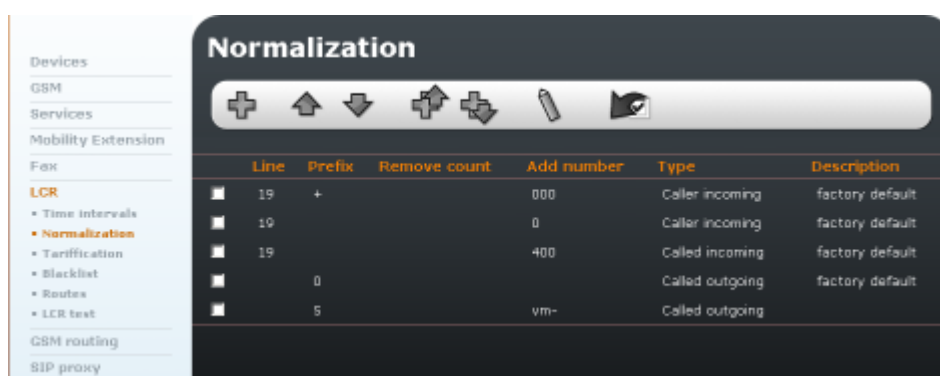 Normalization
Devices
GSM
Services
Mobility Extension
Fax
LCR
• Time intervals
• Normalization
• Tariffication
• Blacklist
• Routes
• LCR test
GSM routing
SIP proxy
Line Prefix Remove count Add number Type Description
19 + 000 Caller incoming factory default
19 0 Caller incoming factory default
19 400 Called incoming factory default
0 Called outgoing factory default
5 vm- Called outgoing